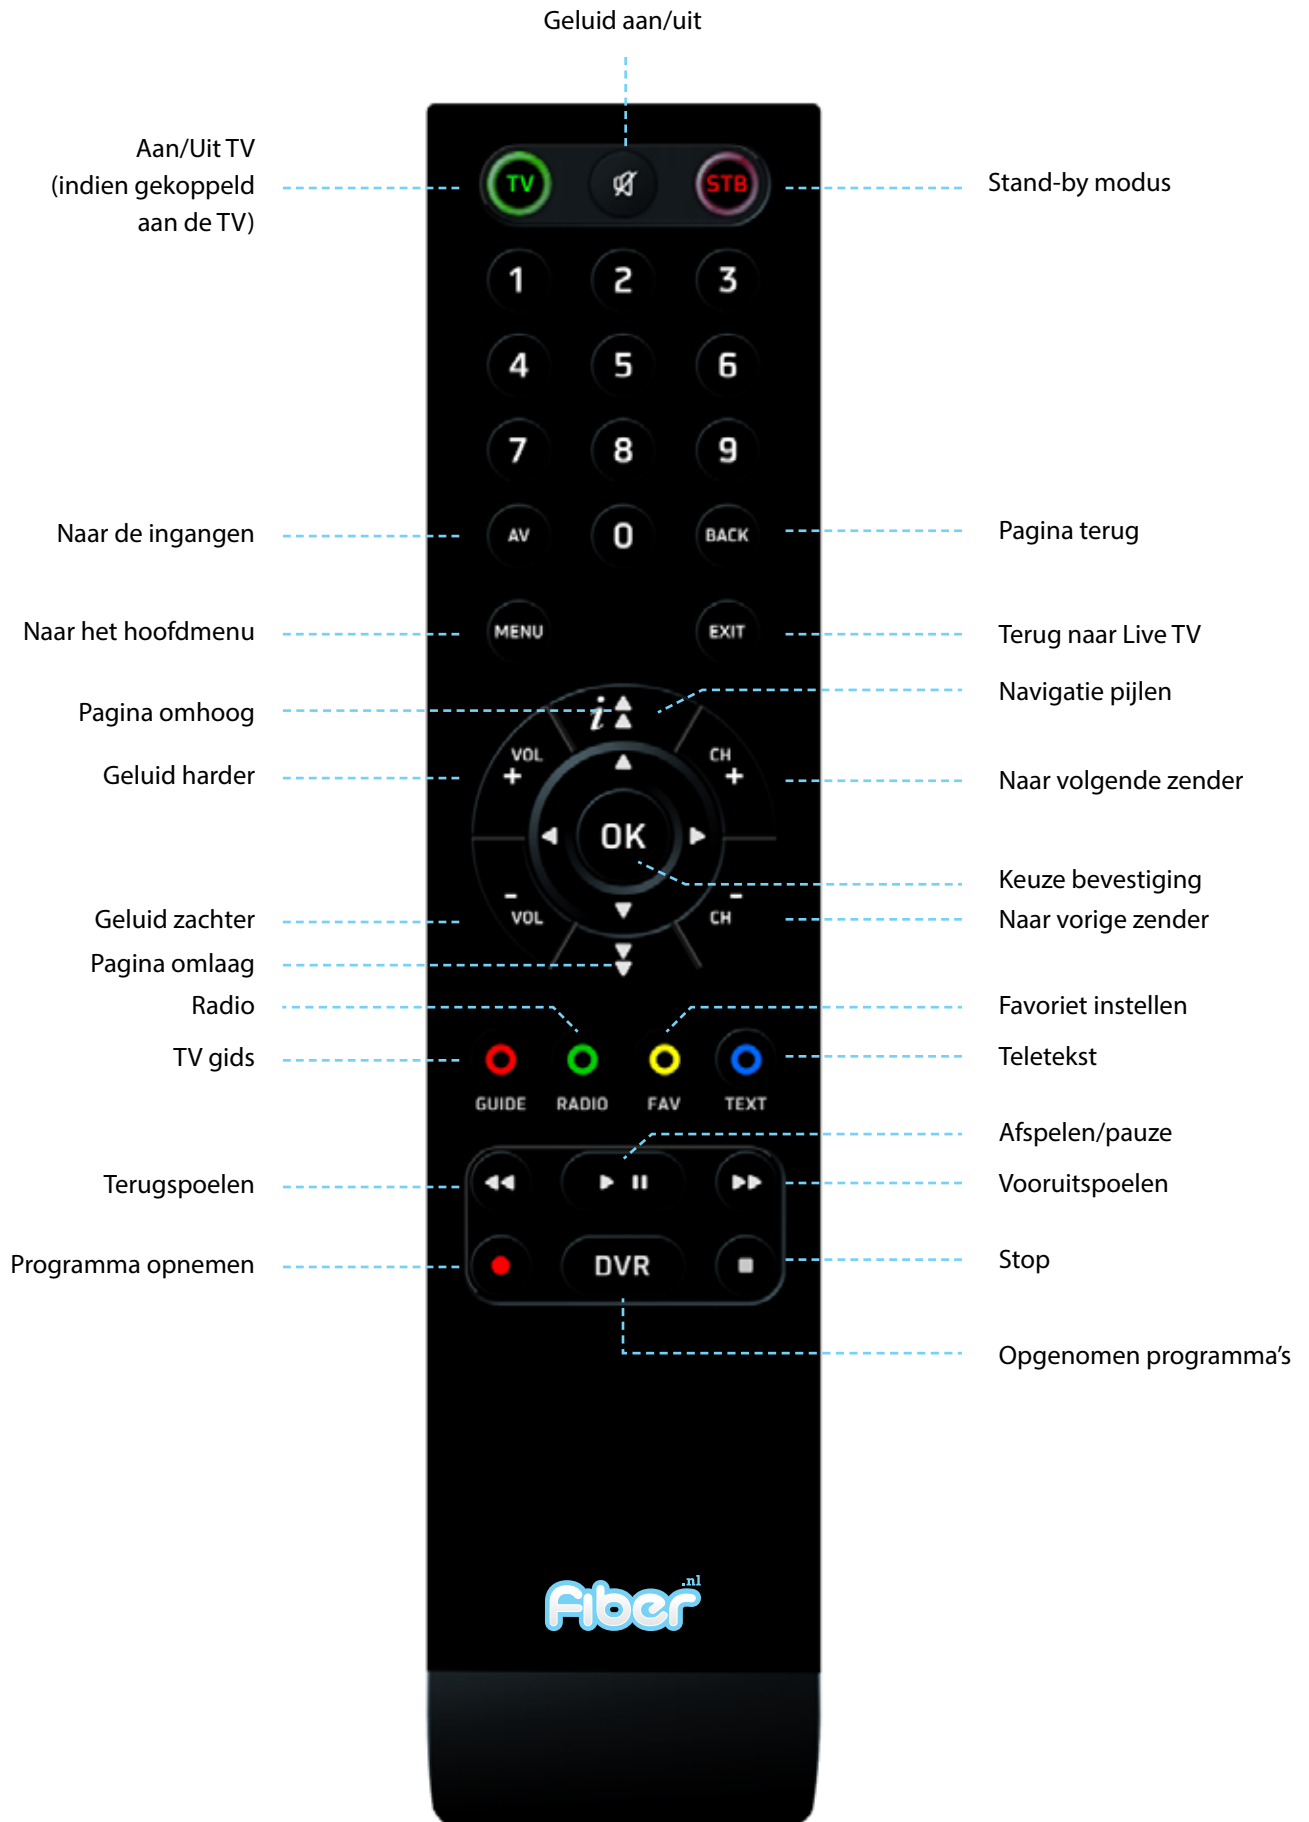 Geluid aan/uit
Aan/Uit TV
(indien gekoppeld
aan de TV)
TV
STB
Stand-by modus
1 2 3
4 5 6
7 8 9
Naar de ingangen
AV 0 BACK
Pagina terug
Naar het hoofdmenu
MENU EXIT
Terug naar Live TV
Navigatie pijlen
Pagina omhoog
i
Geluid harder
VOL
+
CH
+
Naar volgende zender
OK
Keuze bevestiging
Geluid zachter
-
VOL
-
CH
Naar vorige zender
Pagina omlaag
Radio
Favoriet instellen
TV gids
Teletekst
GUIDE RADIO FAV TEXT
Afspelen/pauze
Terugspoelen
Vooruitspoelen
Programma opnemen
DVR
Stop
Opgenomen programma's
Fiber.nl